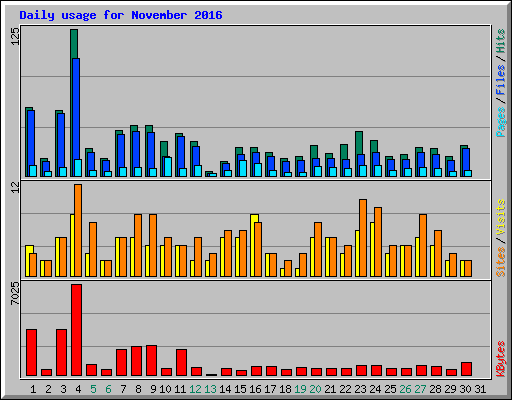 Daily usage for November 2016
125
Pages / Files / Hits
12
Sites / Visits
7025
KBytes
1 2 3 4 5 6 7 8 9 10 11 12 13 14 15 16 17 18 19 20 21 22 23 24 25 26 27 28 29 30 31